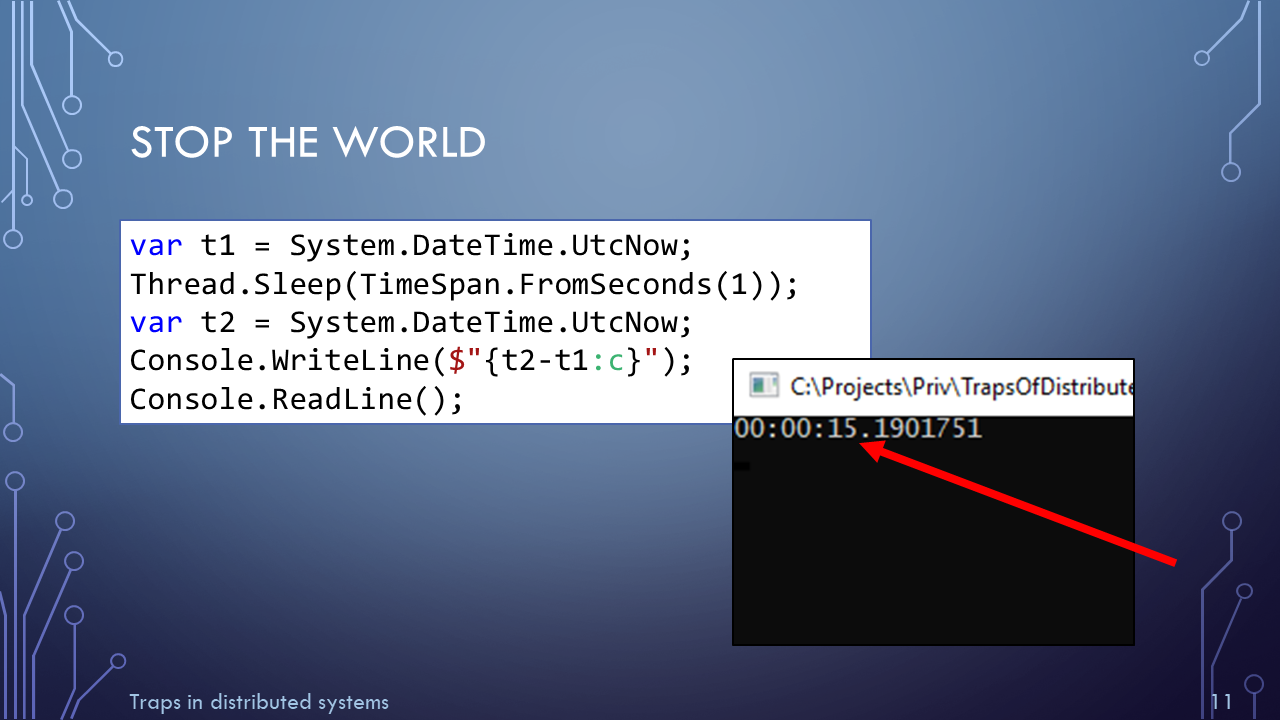 STOP THE WORLD
var t1 = System.DateTime.UtcNow;
Thread.Sleep(TimeSpan.FromSeconds(1));
var t2 = System.DateTime.UtcNow;
Console.WriteLine($"{t2-t1:c}");
Console.ReadLine();
C:\Projects\Priv\TrapsOfDistribute
00:00:15.1901751
Traps in distributed systems
11